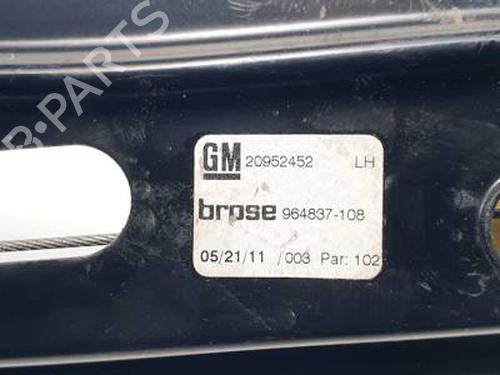 B-PARTS
GM 20952452 LH
brose 964837-108
05/21/11 /003 Par: 102